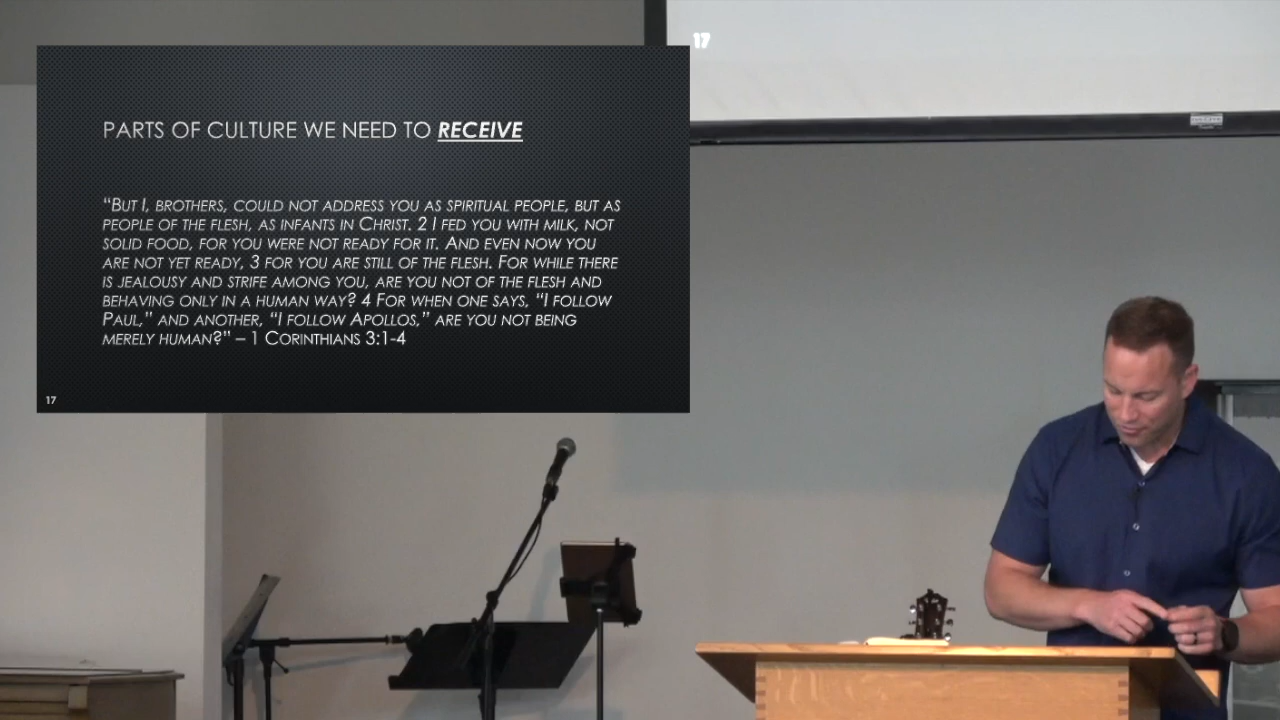 17
PARTS OF CULTURE WE NEED TO RECEIVE
“BUT I, BROTHERS, COULD NOT ADDRESS YOU AS SPIRITUAL PEOPLE, BUT AS
PEOPLE OF THE FLESH, AS INFANTS IN CHRIST. 2 I FED YOU WITH MILK, NOT
SOLID FOOD, FOR YOU WERE NOT READY FOR IT. AND EVEN NOW YOU
ARE NOT YET READY, 3 FOR YOU ARE STILL OF THE FLESH. FOR WHILE THERE
IS JEALOUSY AND STRIFE AMONG YOU, ARE YOU NOT OF THE FLESH AND
BEHAVING ONLY IN A HUMAN WAY? 4 FOR WHEN ONE SAYS, “I FOLLOW
PAUL,” AND ANOTHER, “I FOLLOW APOLLOS,” ARE YOU NOT BEING
MERELY HUMAN?” – 1 CORINTHIANS 3:1-4
17